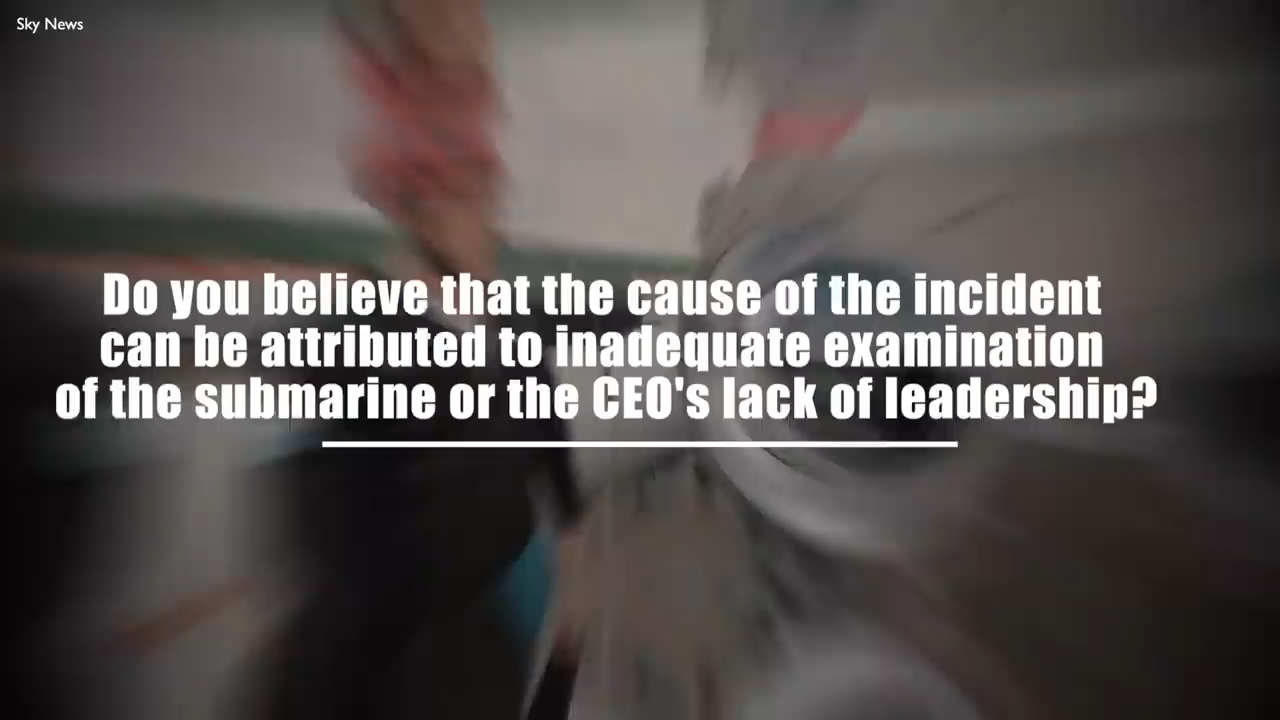 Sky News
Do you believe that the cause of the incident
can be attributed to inadequate examination
of the submarine or the CEO's lack of leadership?